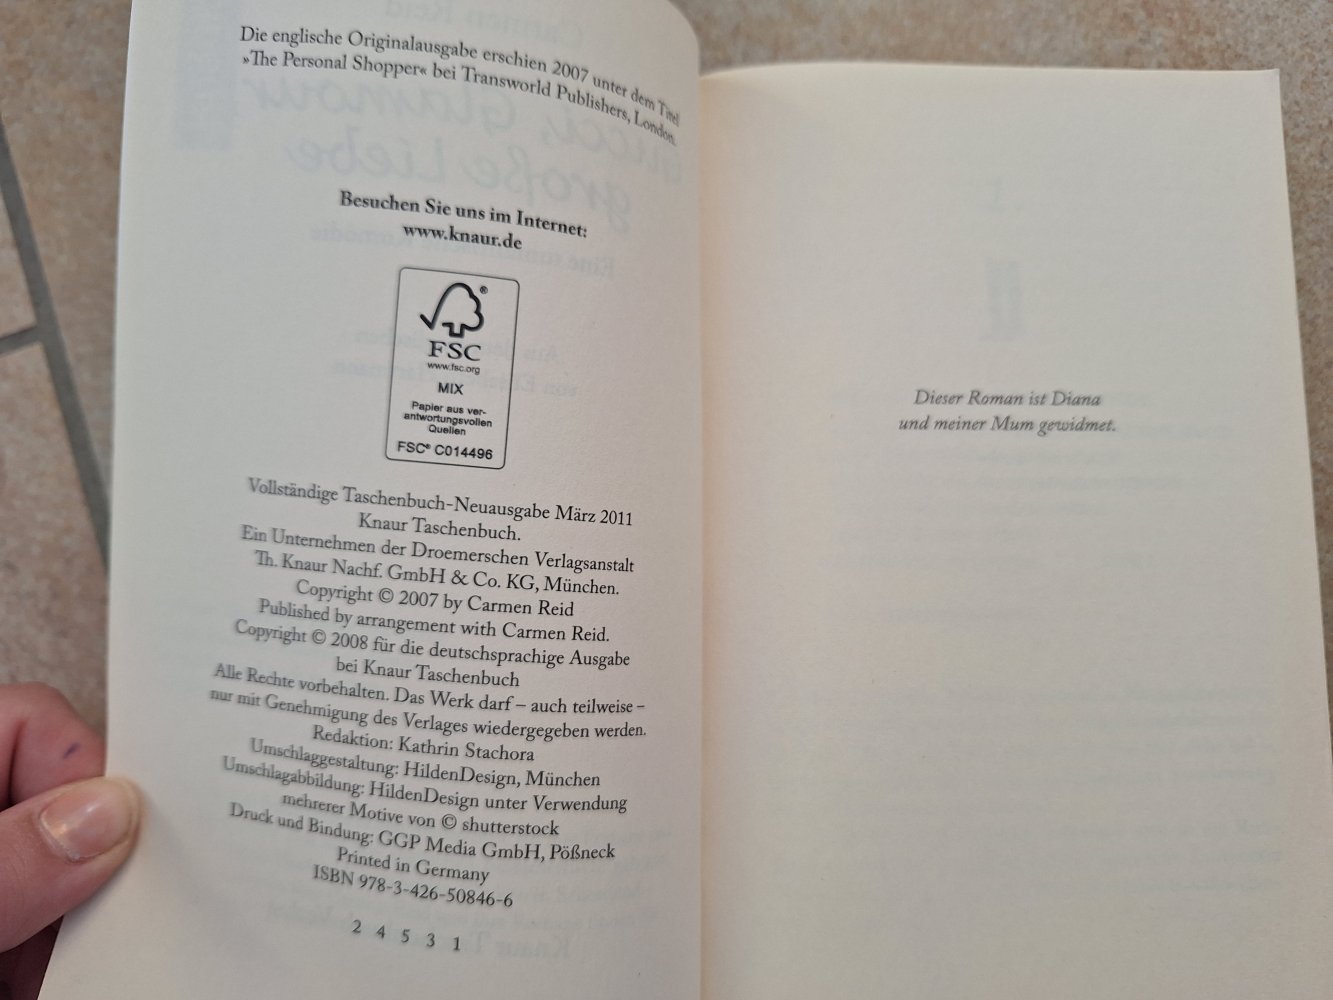 Die englische Originalausgabe erschien 2007 unter dem Titel
»The Personal Shopper« bei Transworld Publishers, London.
Besuchen Sie uns im Internet:
www.knaur.de
®
FSC
www.fsc.org
MIX
Papier aus ver-
antwortungsvollen
Quellen
FSC® C014496
Vollständige Taschenbuch-Neuausgabe März 2011
Knaur Taschenbuch.
Ein Unternehmen der Droemerschen Verlagsanstalt
Th. Knaur Nachf. GmbH & Co. KG, München.
Copyright © 2007 by Carmen Reid
Published by arrangement with Carmen Reid.
Copyright © 2008 für die deutschsprachige Ausgabe
bei Knaur Taschenbuch
Alle Rechte vorbehalten. Das Werk darf – auch teilweise –
nur mit Genehmigung des Verlages wiedergegeben werden.
Redaktion: Kathrin Stachora
Umschlaggestaltung: HildenDesign, München
Umschlagabbildung: HildenDesign unter Verwendung
mehrerer Motive von © shutterstock
Druck und Bindung: GGP Media GmbH, Pößneck
Printed in Germany
ISBN 978-3-426-50846-6
2 4 5 3 1
Dieser Roman ist Diana
und meiner Mum gewidmet.